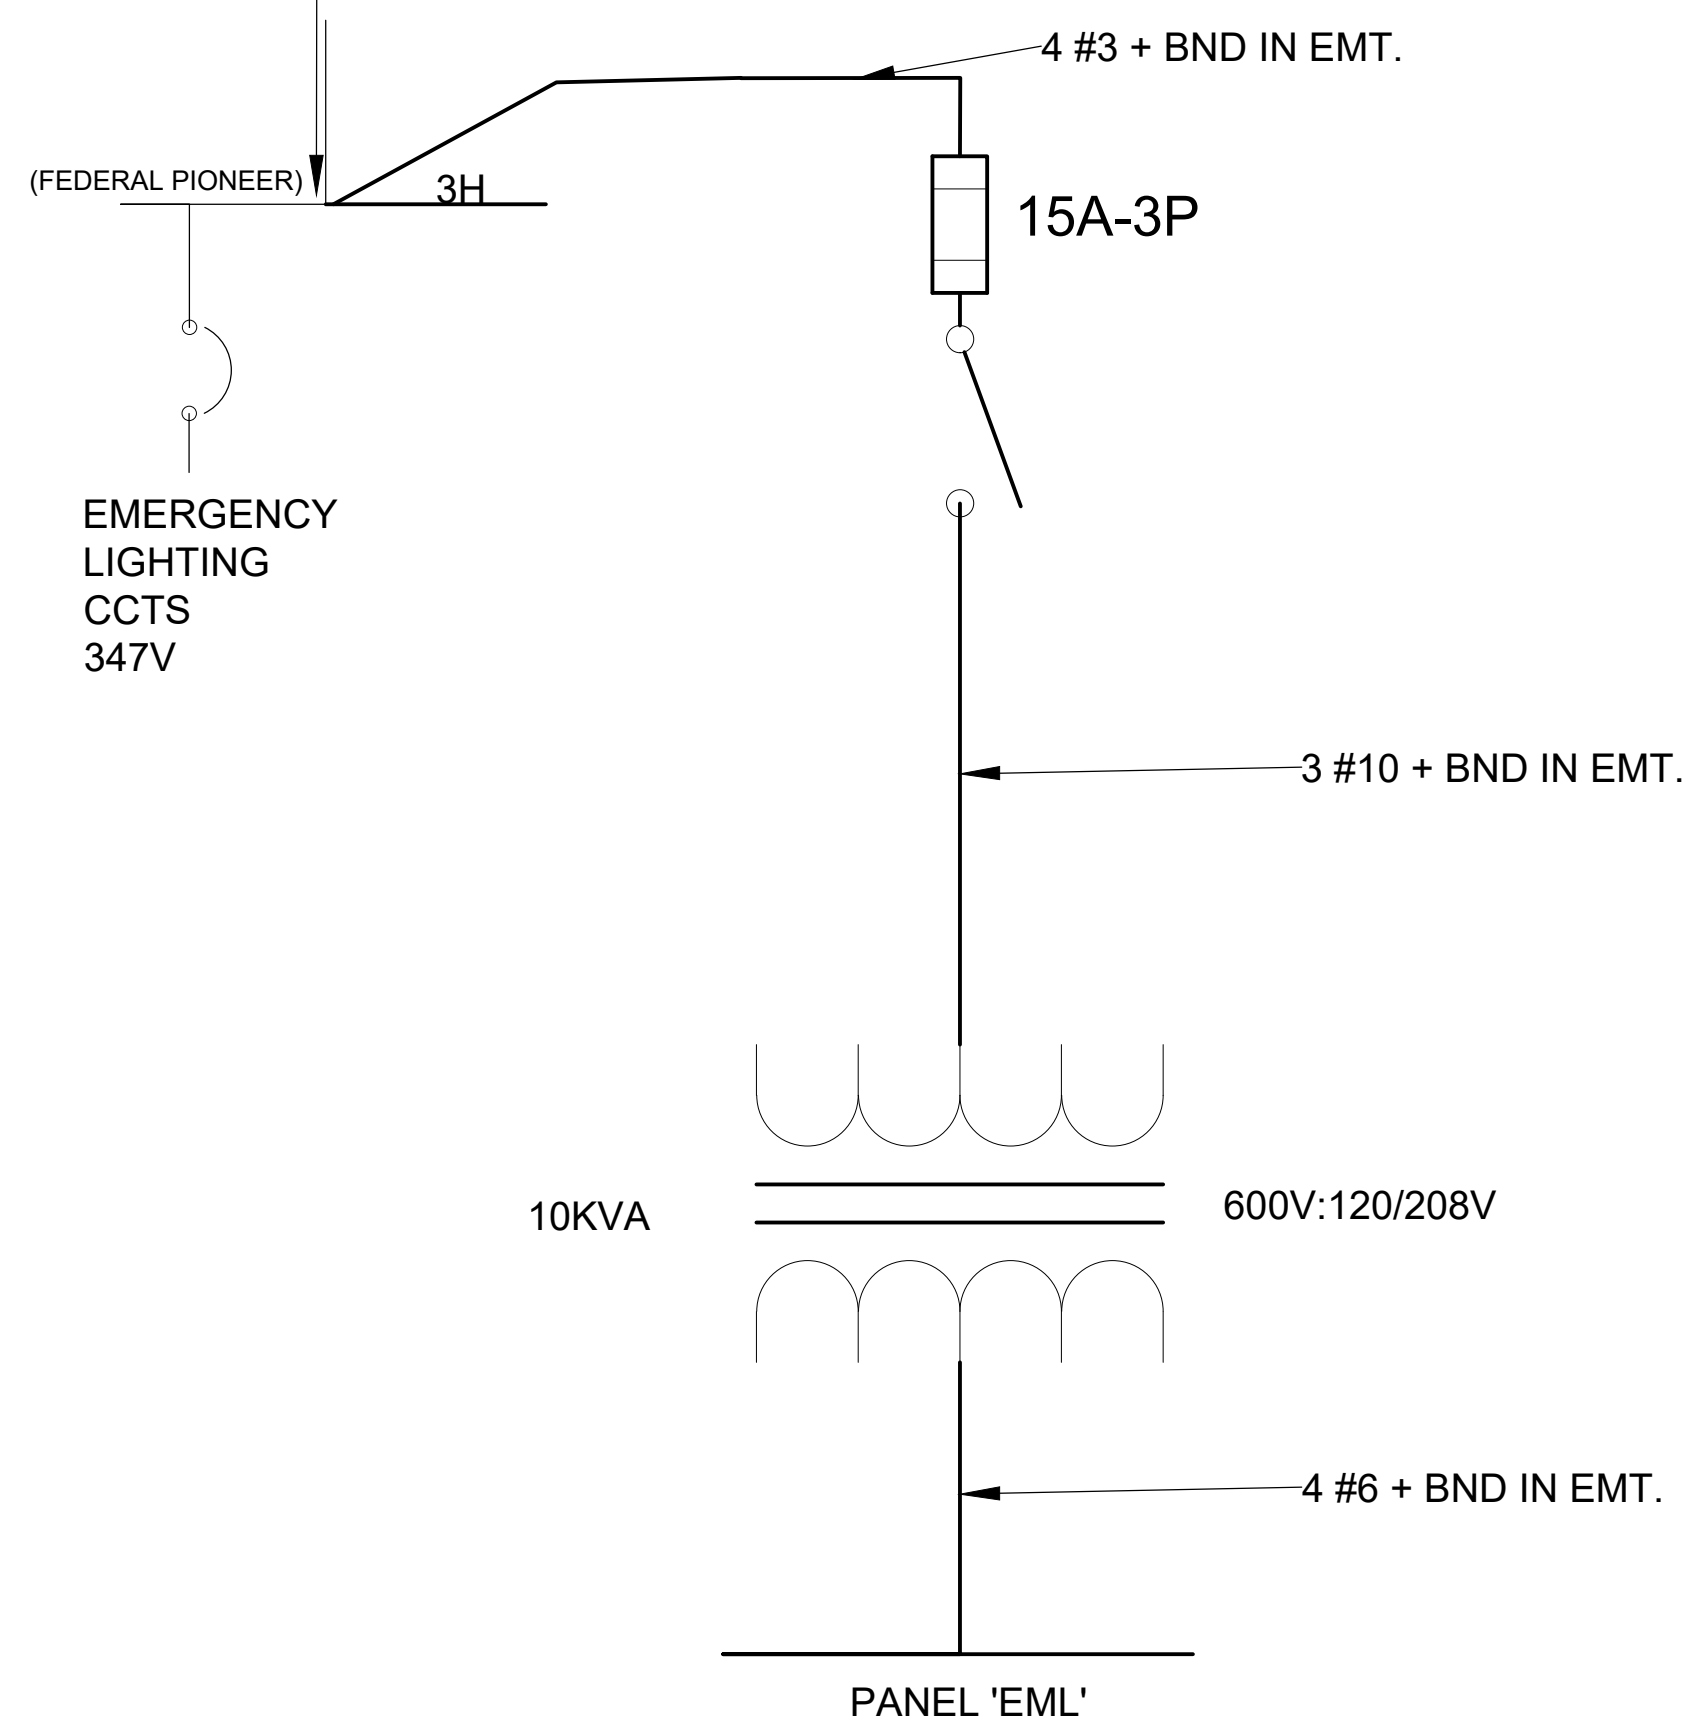 4 #3 + BND IN EMT.
(FEDERAL PIONEER)
3H
15A-3P
EMERGENCY
LIGHTING
CCTS
347V
3 #10 + BND IN EMT.
10KVA
600V:120/208V
4 #6 + BND IN EMT.
PANEL 'EML'